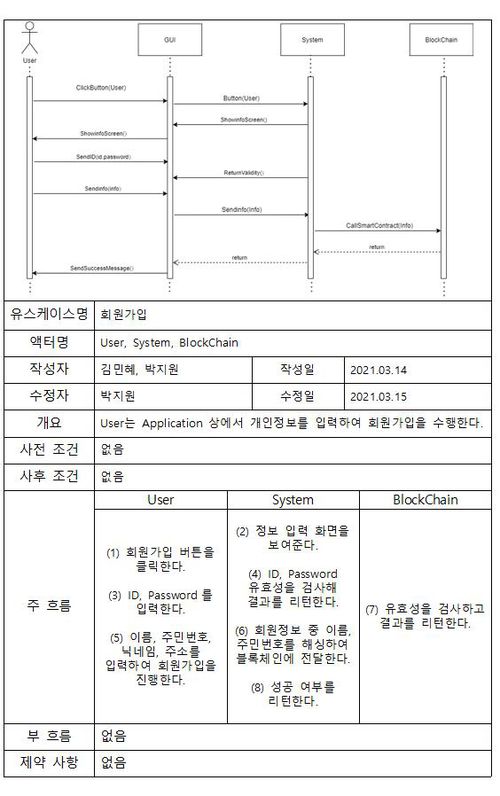 GUI
System
BlockChain
User
ClickButton(User)
Button(User)
ShowinfoScreen()
ShowinfoScreen()
SendID(id.password)
ReturnValidity()
Sendinfo(info)
Sendinfo(info)
CallSmartContract(info)
return
return
SendSuccessMessage()
유스케이스명 회원가입
액터명 User, System, BlockChain
작성자 김민혜, 박지원 작성일 2021.03.14
수정자 박지원 수정일 2021.03.15
개요 User는 Application 상에서 개인정보를 입력하여 회원가입을 수행한다.
사전 조건 없음
사후 조건 없음
주 흐름
User
(1) 회원가입 버튼을
클릭한다.
(3) ID, Password 를
입력한다.
(5) 이름, 주민번호,
닉네임, 주소를
입력하여 회원가입을
진행한다.
System
(2) 정보 입력 화면을
보여준다.
(4) ID, Password
유효성을 검사해
결과를 리턴한다.
(6) 회원정보 중 이름,
주민번호를 해싱하여
블록체인에 전달한다.
(8) 성공 여부를
리턴한다.
BlockChain
(7) 유효성을 검사하고
결과를 리턴한다.
부 흐름 없음
제약 사항 없음